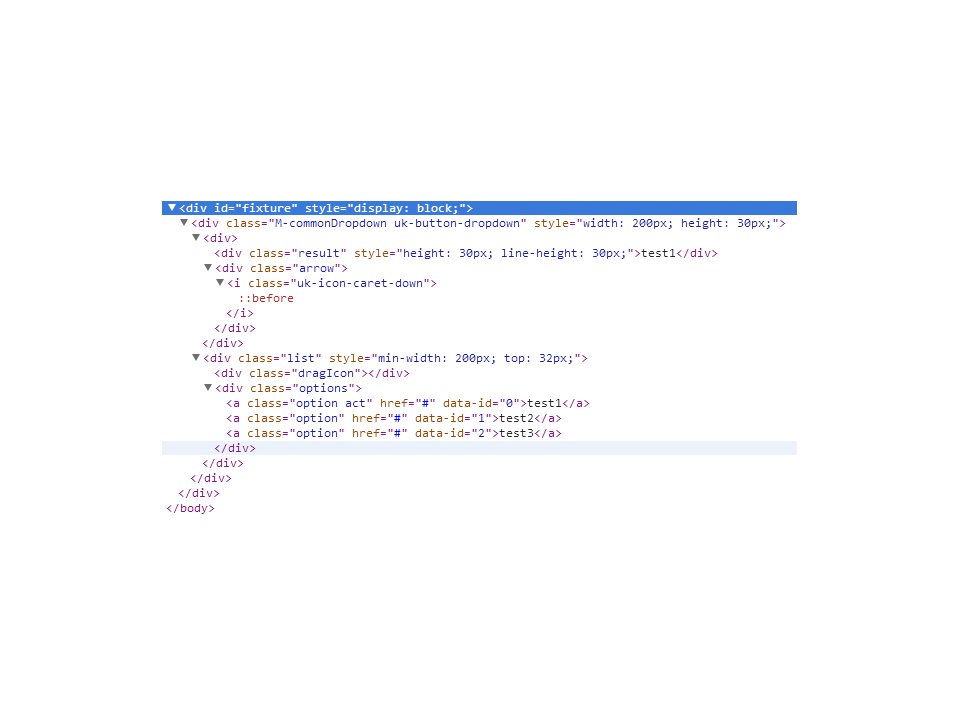 <div id="fixture" style="display: block;">
<div class="M-commonDropdown uk-button-dropdown" style="width: 200px; height: 30px;">
<div>
<div class="result" style="height: 30px; line-height: 30px;">test1</div>
<div class="arrow">
<i class="uk-icon-caret-down">
::before
</i>
</div>
</div>
<div class="list" style="min-width: 200px; top: 32px;">
<div class="dragIcon"></div>
<div class="options">
<a class="option act" href="#" data-id="0">test1</a>
<a class="option" href="#" data-id="1">test2</a>
<a class="option" href="#" data-id="2">test3</a>
</div>
</div>
</div>
</div>
</body>